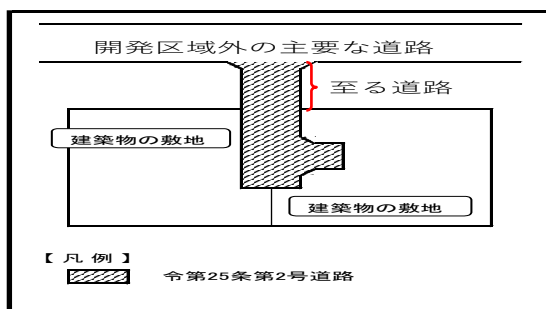 開発区域外の主要な道路
至る道路
建築物の敷地
建築物の敷地
【凡例】
令第25条第2号道路